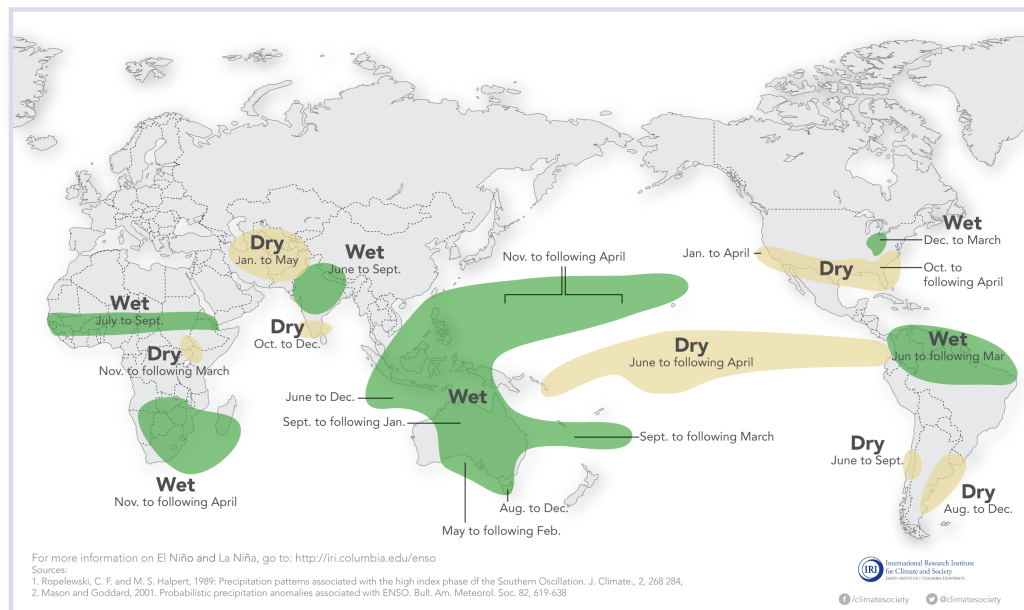 Wet
Dec. to March
Dry
Jan. to May
Wet
June to Sept.
Nov. to following April
Jan. to April
Dry
Oct. to
following April
Wet
July to Sept.
Dry
Oct. to Dec.
Dry
Nov. to following March
Dry
June to following April
Wet
Jun to following Mar
June to Dec.
Wet
Sept. to following Jan.
Sept. to following March
Dry
June to Sept.
Wet
Nov. to following April
Aug. to Dec.
May to following Feb.
Dry
Aug. to Dec.
For more information on El Niño and La Niña, go to: http://iri.columbia.edu/enso
Sources:
1. Ropelewski, C. F. and M. S. Halpert, 1989: Precipitation patterns associated with the high index phase of the Southern Oscillation. J. Climate., 2, 268 284,
2. Mason and Goddard, 2001. Probabilistic precipitation anomalies associated with ENSO. Bull. Am. Meteorol. Soc. 82, 619-638
IRI
International Research Institute
for Climate and Society
Earth Institute | Columbia University
/climatesociety
@climatesociety